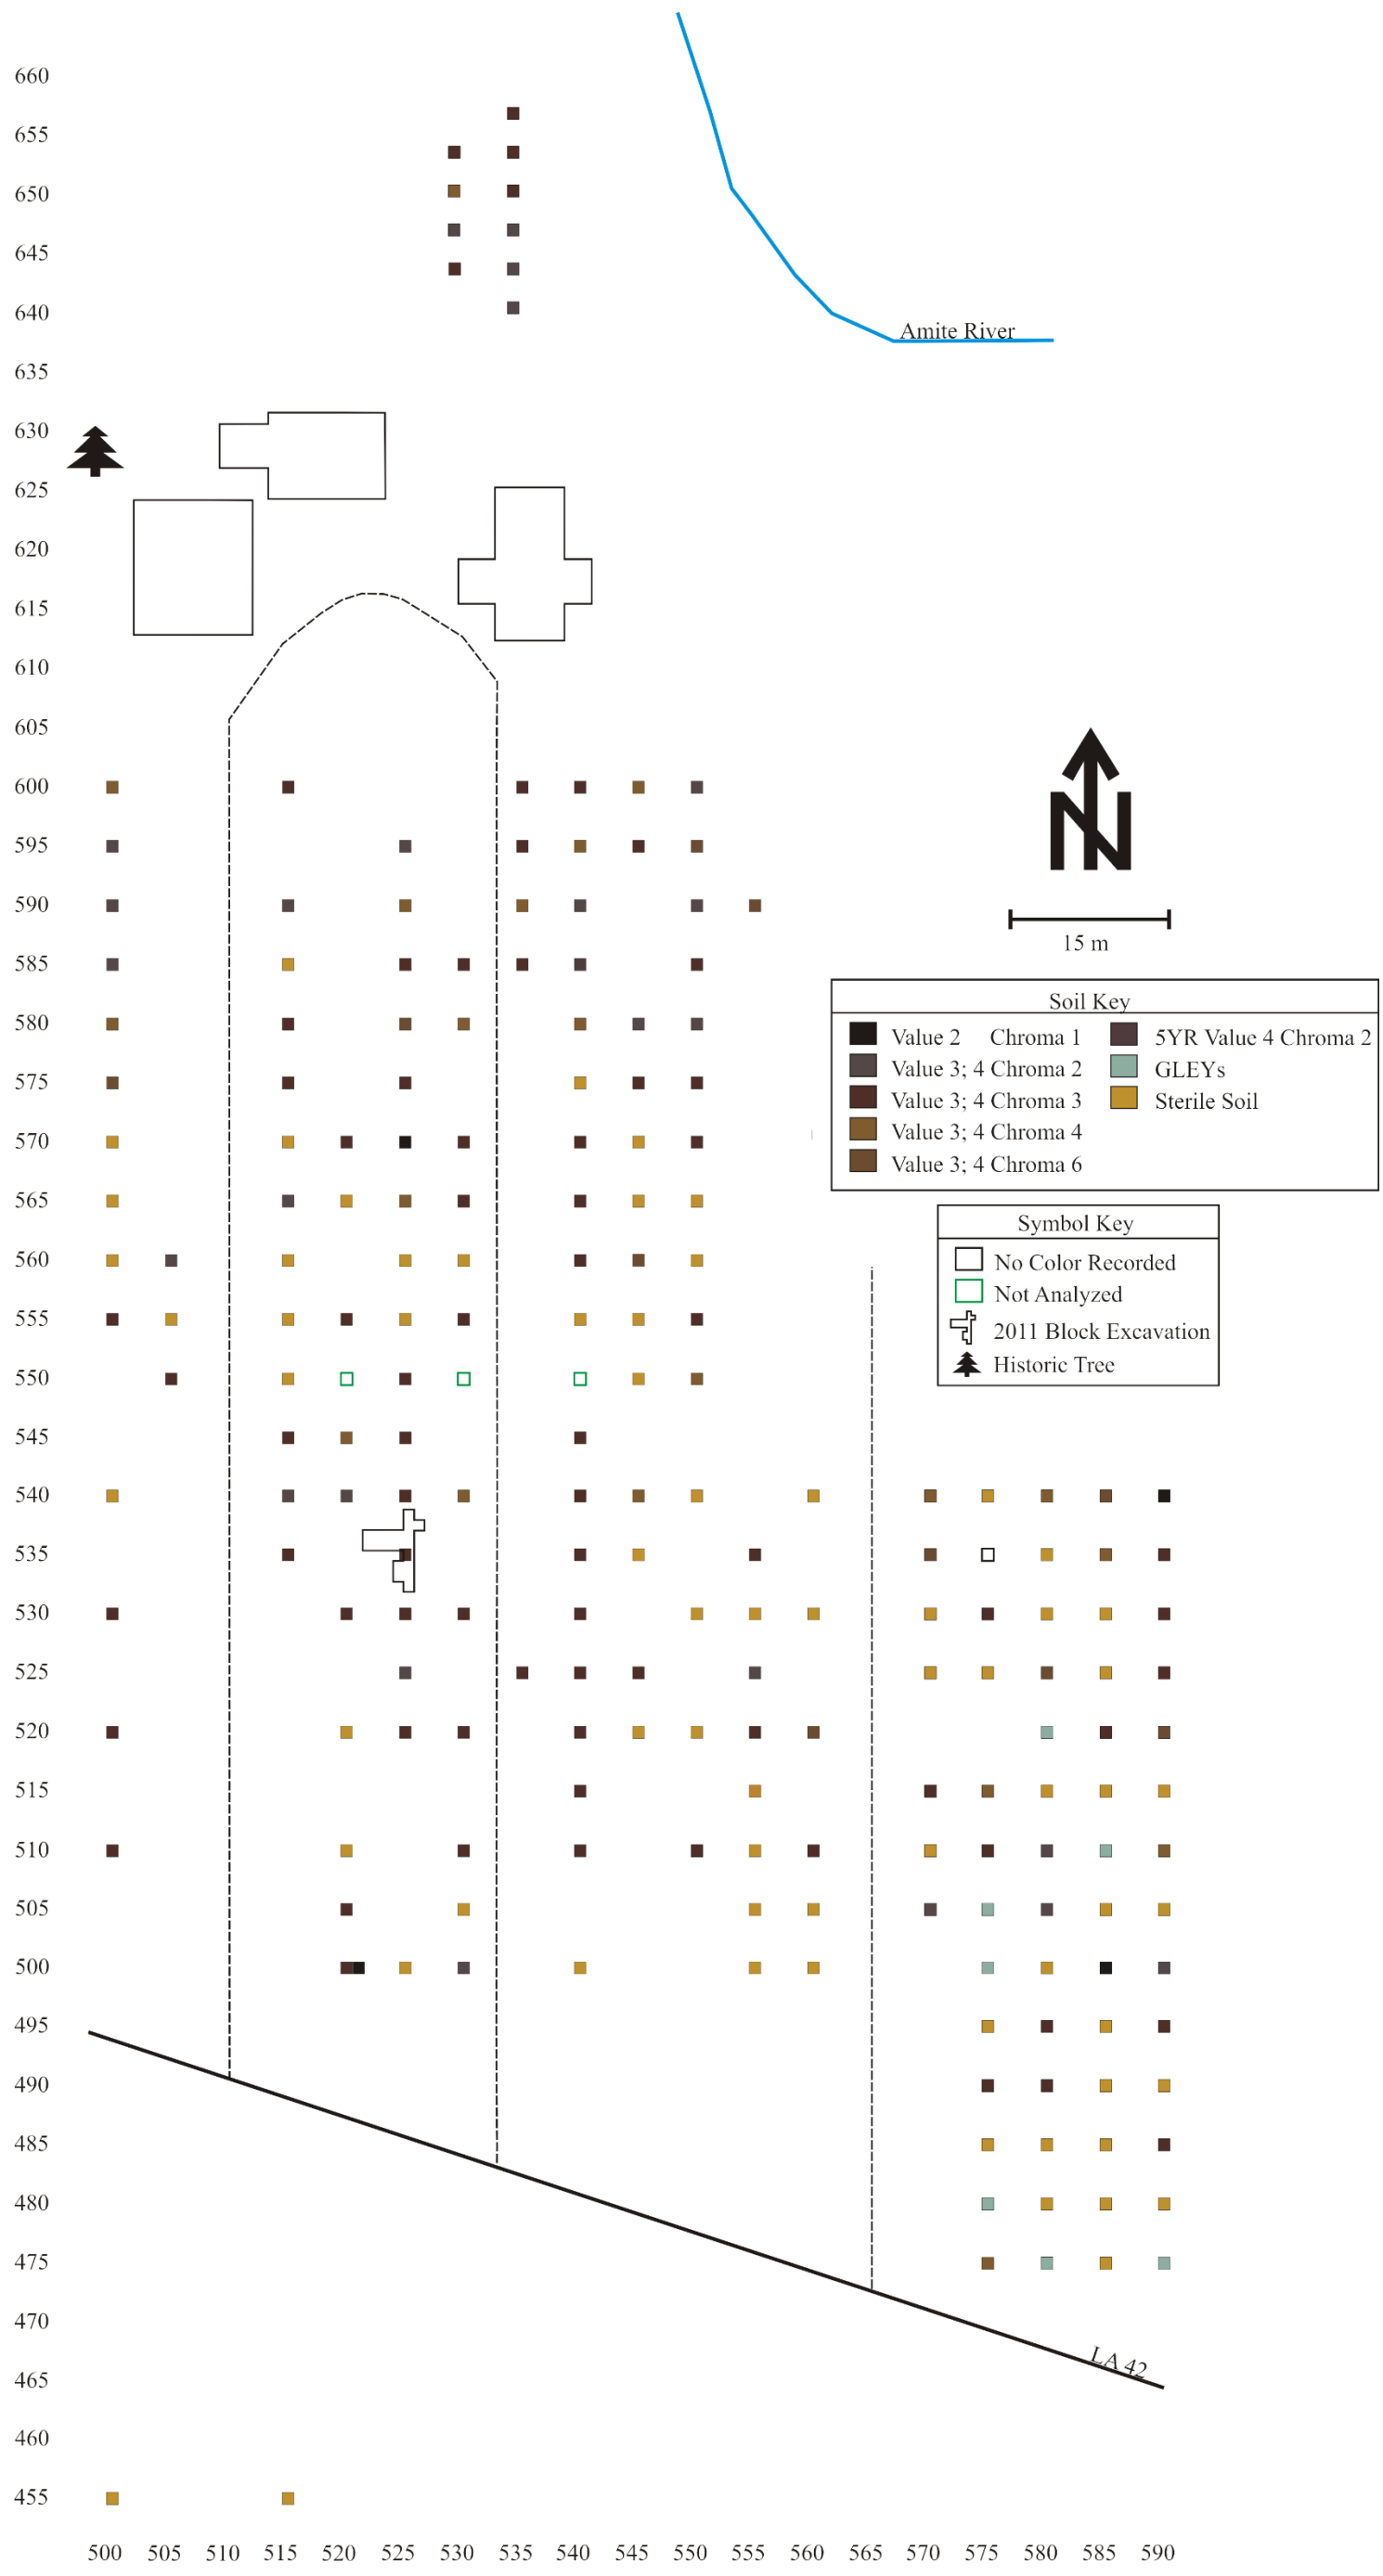 660
655
650
645
640
Amite River
635
630
625
620
615
610
605
600
595
590
15 m
585
Soil Key
580
Value 2 Chroma 1
5YR Value 4 Chroma 2
Value 3; 4 Chroma 2
GLEYs
575
Value 3; 4 Chroma 3
Sterile Soil
Value 3; 4 Chroma 4
570
Value 3; 4 Chroma 6
565
Symbol Key
560
No Color Recorded
Not Analyzed
555
2011 Block Excavation
Historic Tree
550
545
540
535
530
525
520
515
510
505
500
495
490
485
480
475
470
LA 42
465
460
455
500 505 510 515 520 525 530 535 540 545 550 555 560 565 570 575 580 585 590